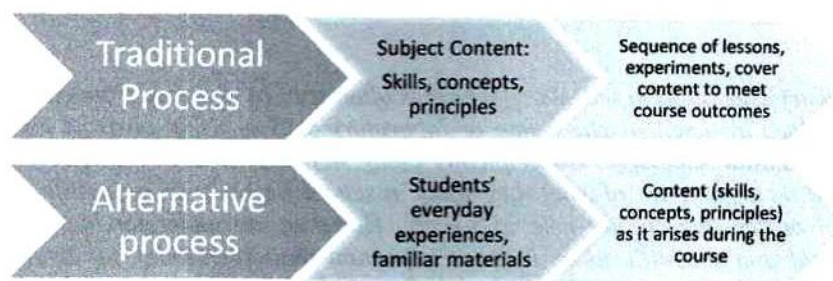 Traditional
Process
Subject Content:
Skills, concepts,
principles
Sequence of lessons,
experiments, cover
content to meet
course outcomes
Alternative
process
Students'
everyday
experiences,
familiar materials
Content (skills,
concepts, principles)
as it arises during the
course